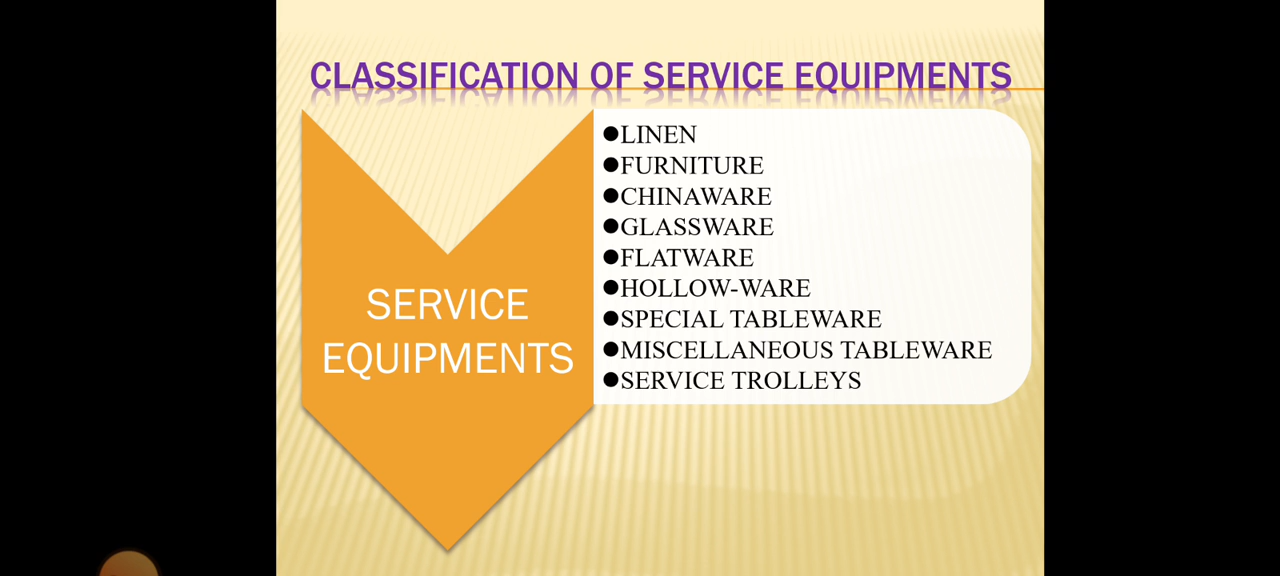 CLASSIFICATION OF SERVICE EQUIPMENTS
SERVICE
EQUIPMENTS
●LINEN
●FURNITURE
●CHINAWARE
●GLASSWARE
●FLATWARE
●HOLLOW-WARE
●SPECIAL TABLEWARE
●MISCELLANEOUS TABLEWARE
●SERVICE TROLLEYS